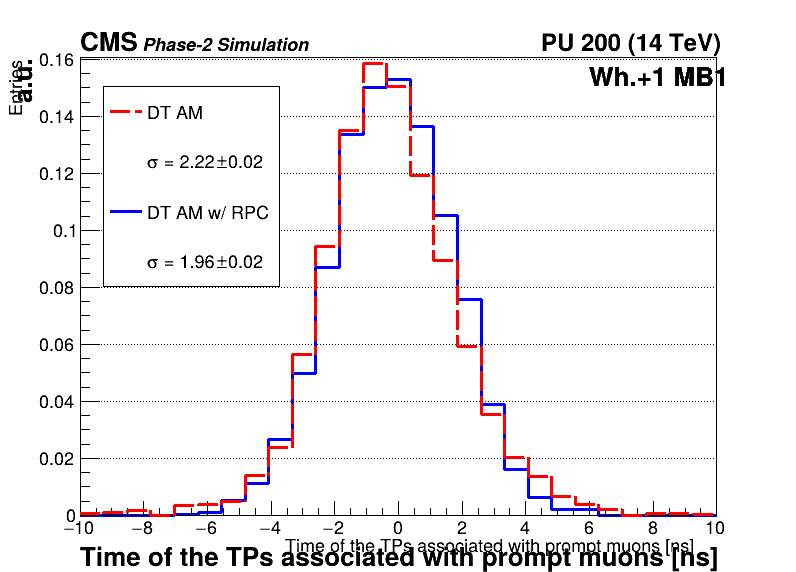 CMS Phase-2 Simulation PU 200 (14 TeV)
Wh.+1 MB1
Entries
a.u.
0.16
0.14
0.12
0.1
0.08
0.06
0.04
0.02
0
DT AM
σ = 2.22±0.02
DT AM w/ RPC
σ = 1.96±0.02
−10 −8 −6 −4 −2 0 2 4 6 8 10
Time of the TPs associated with prompt muons [ns]
Time of the TPs associated with prompt muons [ns]